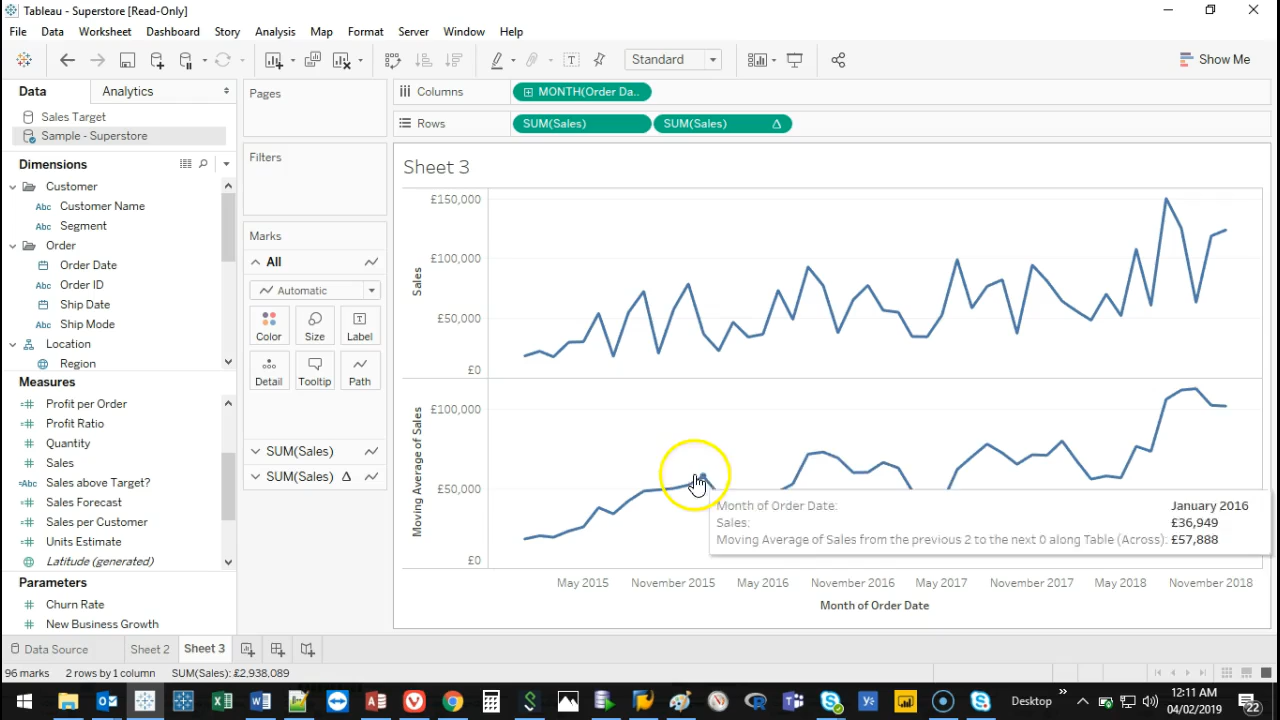 Tableau - Superstore [Read-Only]
File Data Worksheet Dashboard Story Analysis Map Format Server Window Help
Standard
Show Me
Data Analytics
Sales Target
Sample - Superstore
Dimensions
Customer
Abc Customer Name
Abc Segment
Order
Order Date
Abc Order ID
Ship Date
Abc Ship Mode
Location
Region
Measures
Profit per Order
Profit Ratio
Quantity
Sales
Abc Sales above Target?
Sales Forecast
Sales per Customer
Units Estimate
Latitude (generated)
Parameters
Churn Rate
New Business Growth
Pages
Filters
Marks
All
Automatic
Color Size Label
Detail Tooltip Path
SUM(Sales)
SUM(Sales) Δ
Columns MONTH(Order Da..
Rows SUM(Sales) SUM(Sales) Δ
Sheet 3
Sales
£150,000
£100,000
£50,000
£0
Moving Average of Sales
£100,000
£50,000
£0
Month of Order Date: January 2016
Sales: £36,949
Moving Average of Sales from the previous 2 to the next 0 along Table (Across): £57,888
May 2015 November 2015 May 2016 November 2016 May 2017 November 2017 May 2018 November 2018
Month of Order Date
Data Source Sheet 2 Sheet 3
96 marks 2 rows by 1 column SUM(Sales): £2,938,089
Desktop
12:11 AM
04/02/2019
22